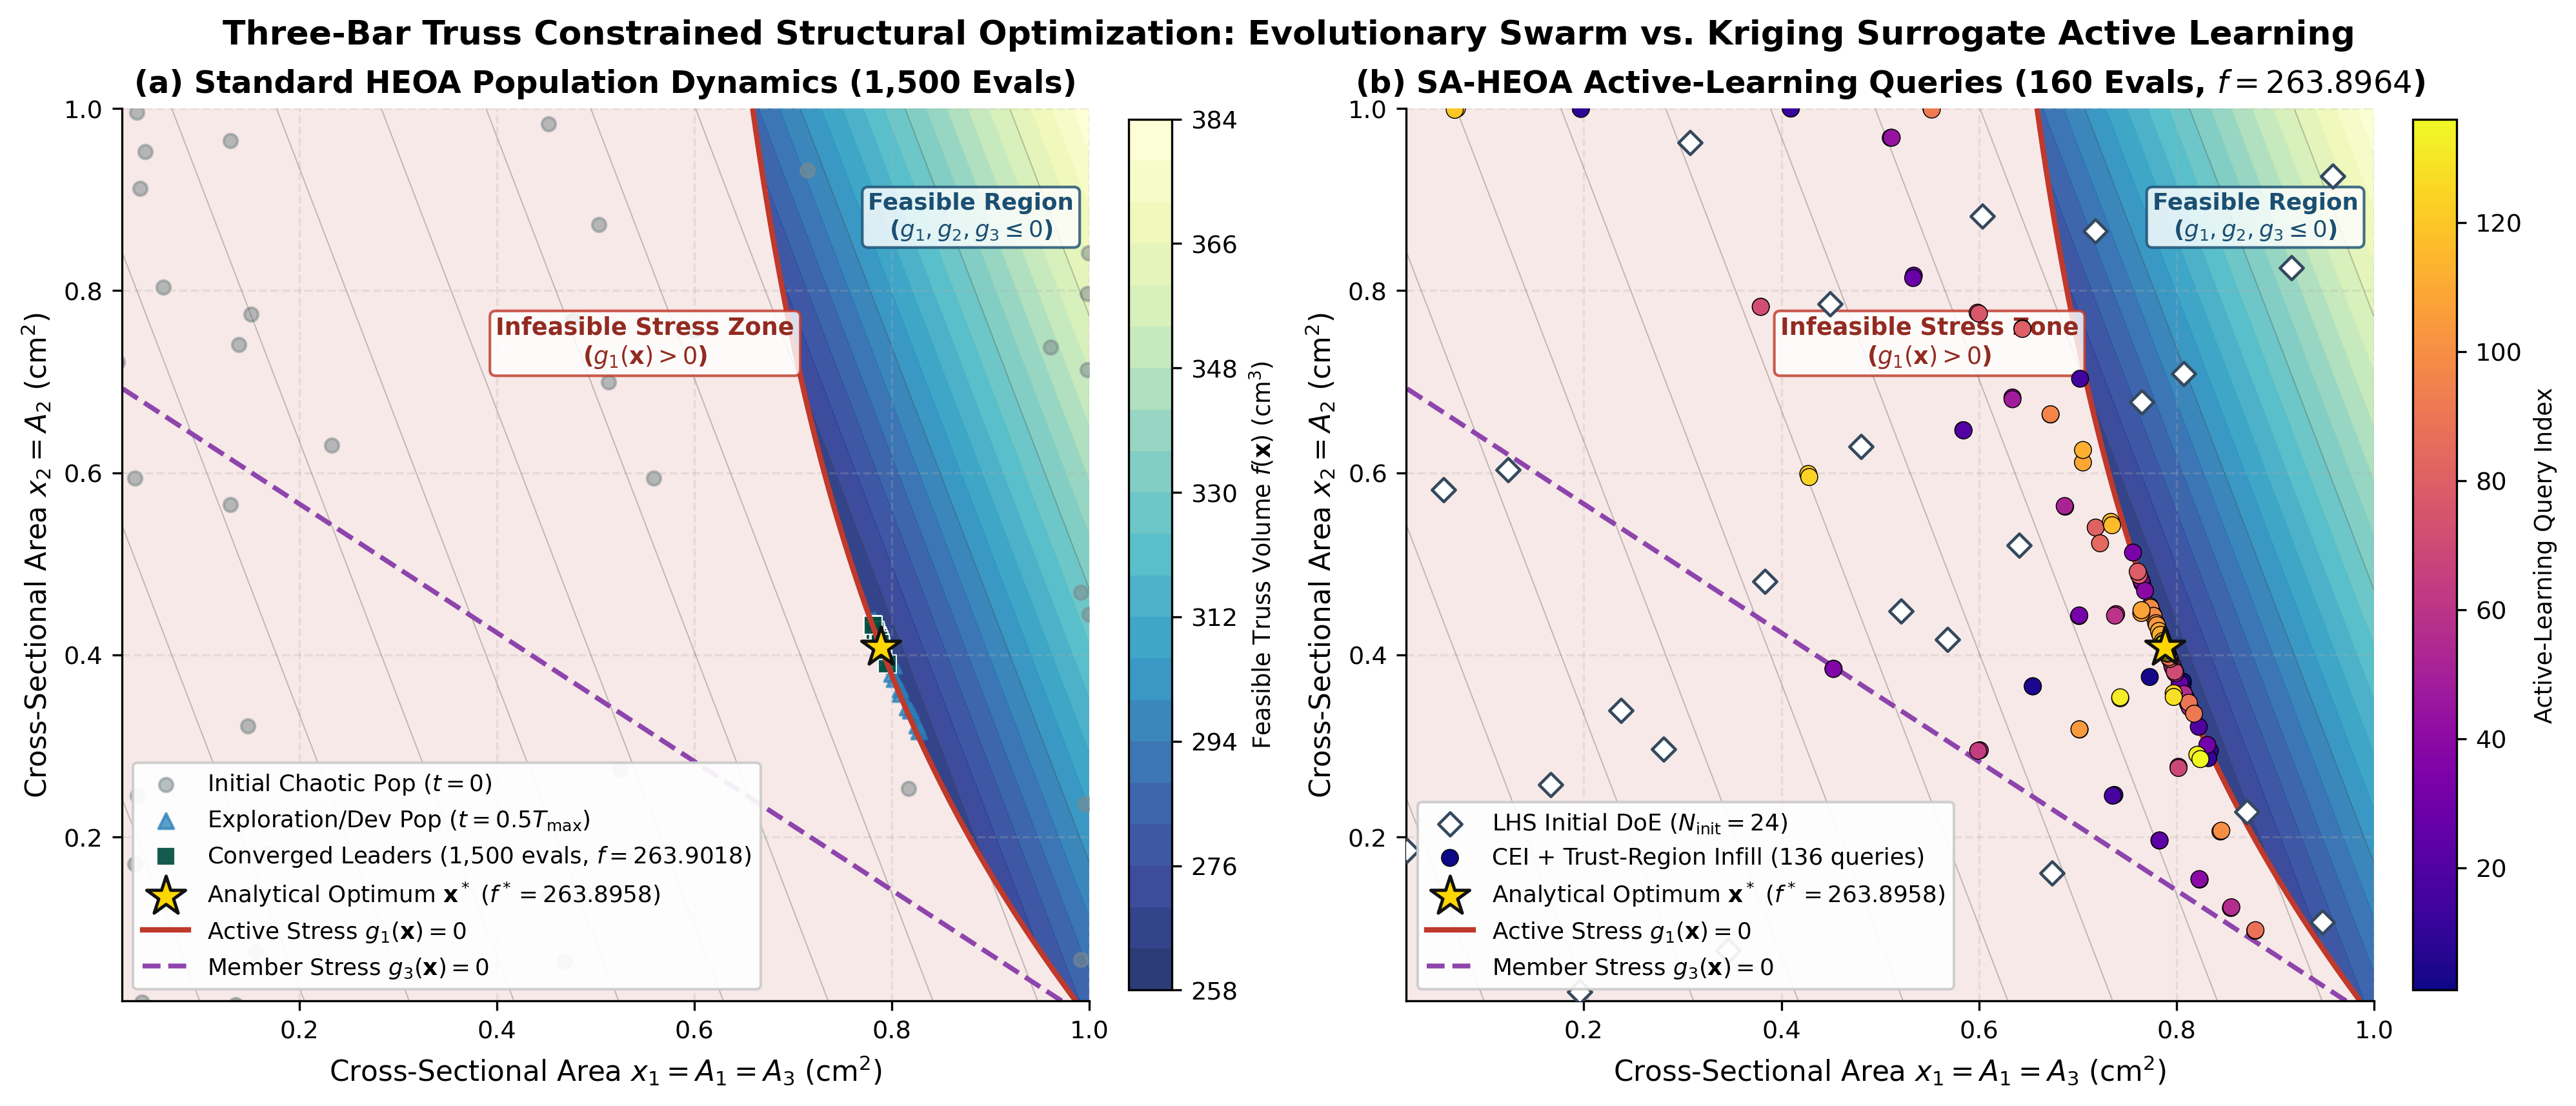 Three-Bar Truss Constrained Structural Optimization: Evolutionary Swarm vs. Kriging Surrogate Active Learning
(a) Standard HEOA Population Dynamics (1,500 Evals)
1.0
0.8
0.6
0.4
0.2
Cross-Sectional Area x₂ = A₂ (cm²)
Feasible Region
(g₁, g₂, g₃ ≤ 0)
Infeasible Stress Zone
(g₁(x) > 0)
Initial Chaotic Pop (t = 0)
Exploration/Dev Pop (t = 0.5T_max)
Converged Leaders (1,500 evals, f = 263.9018)
Analytical Optimum x* (f* = 263.8958)
Active Stress g₁(x) = 0
Member Stress g₃(x) = 0
0.2 0.4 0.6 0.8 1.0
Cross-Sectional Area x₁ = A₁ = A₃ (cm²)
384
366
348
330
312
294
276
258
Feasible Truss Volume f(x) (cm³)
(b) SA-HEOA Active-Learning Queries (160 Evals, f = 263.8964)
1.0
0.8
0.6
0.4
0.2
Cross-Sectional Area x₂ = A₂ (cm²)
Feasible Region
(g₁, g₂, g₃ ≤ 0)
Infeasible Stress Zone
(g₁(x) > 0)
LHS Initial DoE (N_init = 24)
CEI + Trust-Region Infill (136 queries)
Analytical Optimum x* (f* = 263.8958)
Active Stress g₁(x) = 0
Member Stress g₃(x) = 0
0.2 0.4 0.6 0.8 1.0
Cross-Sectional Area x₁ = A₁ = A₃ (cm²)
120
100
80
60
40
20
Active-Learning Query Index